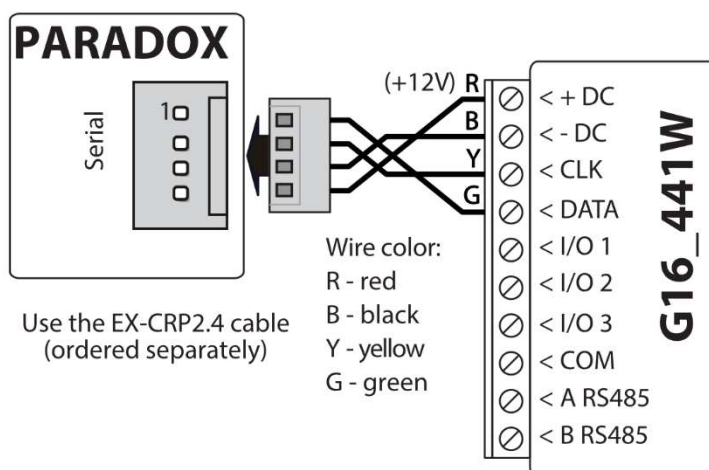 PARADOX
Serial
1
(+12V) R
B
Y
G
< + DC
< - DC
< CLK
< DATA
< I/O 1
< I/O 2
< I/O 3
< COM
< A RS485
< B RS485
G16_441W
Wire color:
R - red
B - black
Y - yellow
G - green
Use the EX-CRP2.4 cable
(ordered separately)